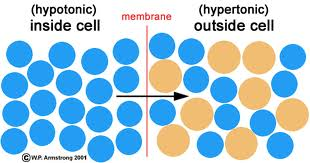 (hypotonic)
inside cell
membrane
(hypertonic)
outside cell
©W.P. Armstrong 2001